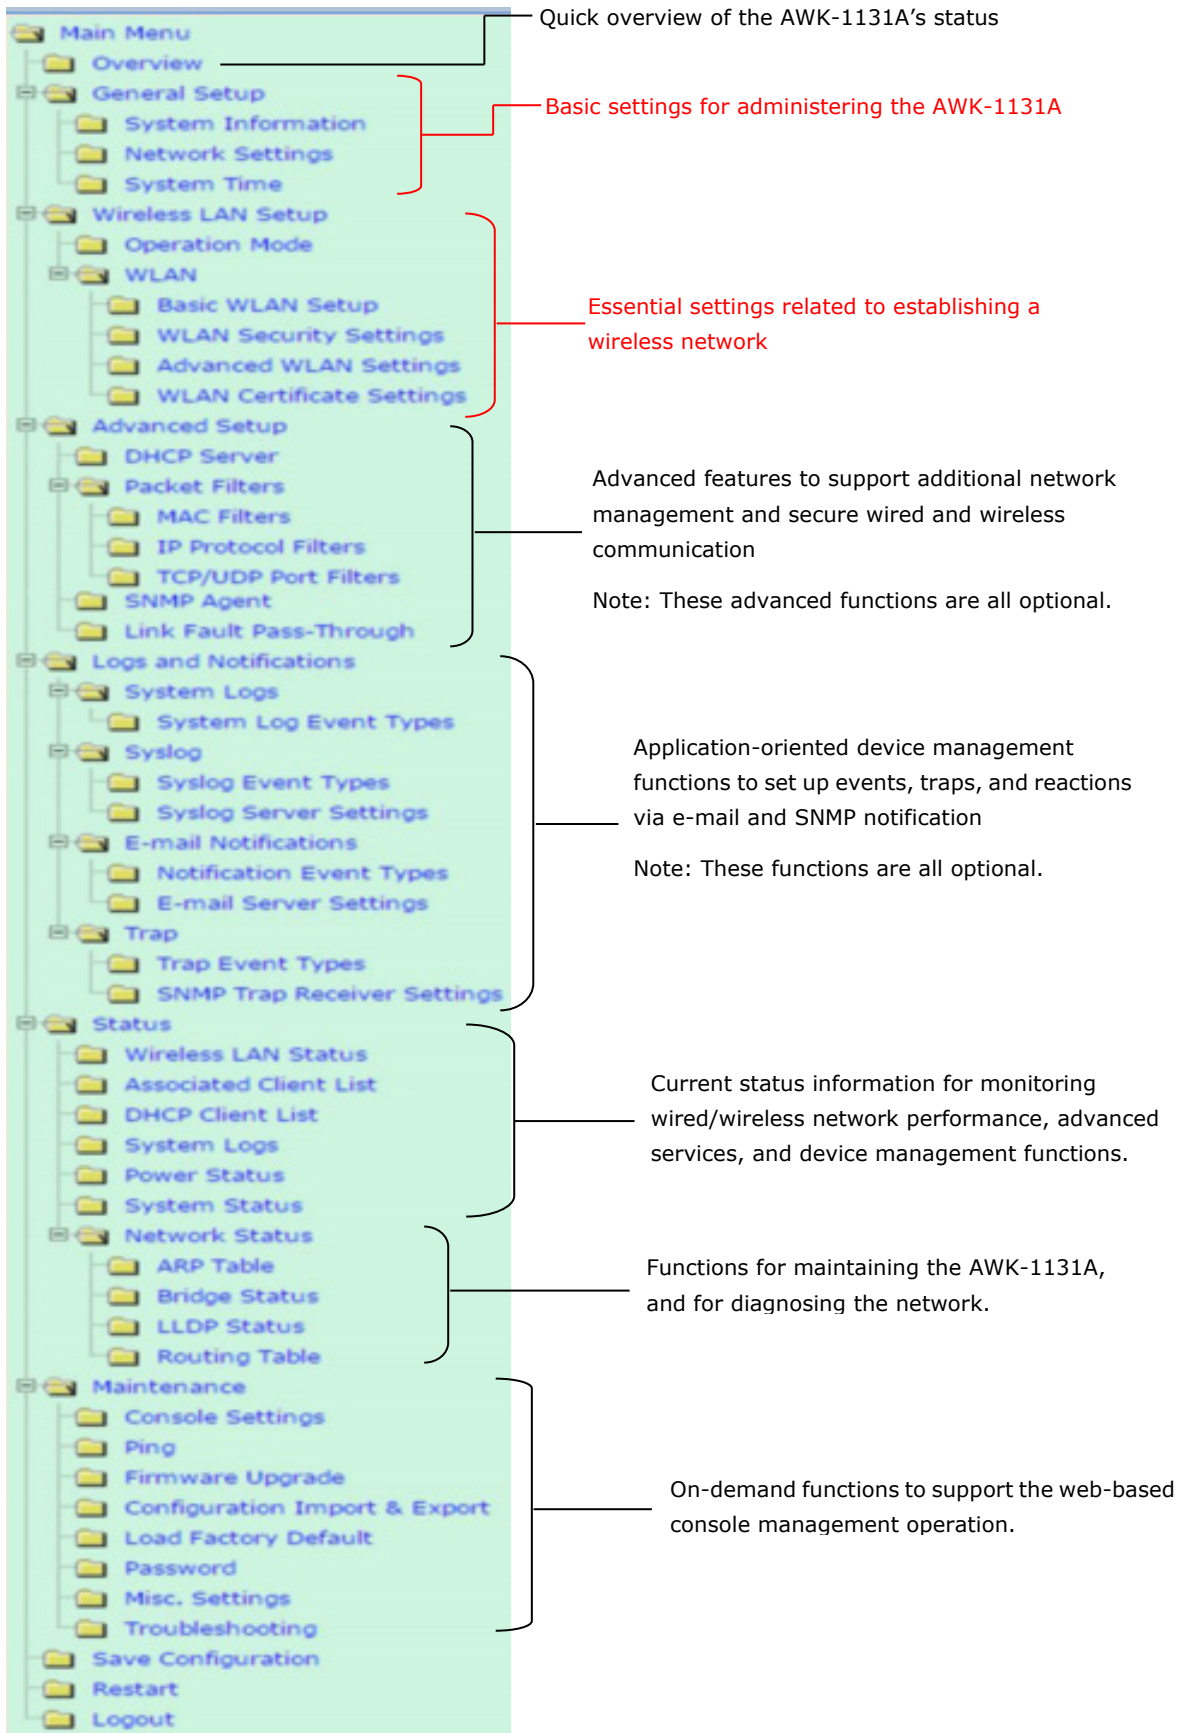 Main Menu
Overview
General Setup
System Information
Network Settings
System Time
Wireless LAN Setup
Operation Mode
WLAN
Basic WLAN Setup
WLAN Security Settings
Advanced WLAN Settings
WLAN Certificate Settings
Advanced Setup
DHCP Server
Packet Filters
MAC Filters
IP Protocol Filters
TCP/UDP Port Filters
SNMP Agent
Link Fault Pass-Through
Logs and Notifications
System Logs
System Log Event Types
Syslog
Syslog Event Types
Syslog Server Settings
E-mail Notifications
Notification Event Types
E-mail Server Settings
Trap
Trap Event Types
SNMP Trap Receiver Settings
Status
Wireless LAN Status
Associated Client List
DHCP Client List
System Logs
Power Status
System Status
Network Status
ARP Table
Bridge Status
LLDP Status
Routing Table
Maintenance
Console Settings
Ping
Firmware Upgrade
Configuration Import & Export
Load Factory Default
Password
Misc. Settings
Troubleshooting
Save Configuration
Restart
Logout
Quick overview of the AWK-1131A’s status
Basic settings for administering the AWK-1131A
Essential settings related to establishing a
wireless network
Advanced features to support additional network
management and secure wired and wireless
communication
Note: These advanced functions are all optional.
Application-oriented device management
functions to set up events, traps, and reactions
via e-mail and SNMP notification
Note: These functions are all optional.
Current status information for monitoring
wired/wireless network performance, advanced
services, and device management functions.
Functions for maintaining the AWK-1131A,
and for diagnosing the network.
On-demand functions to support the web-based
console management operation.